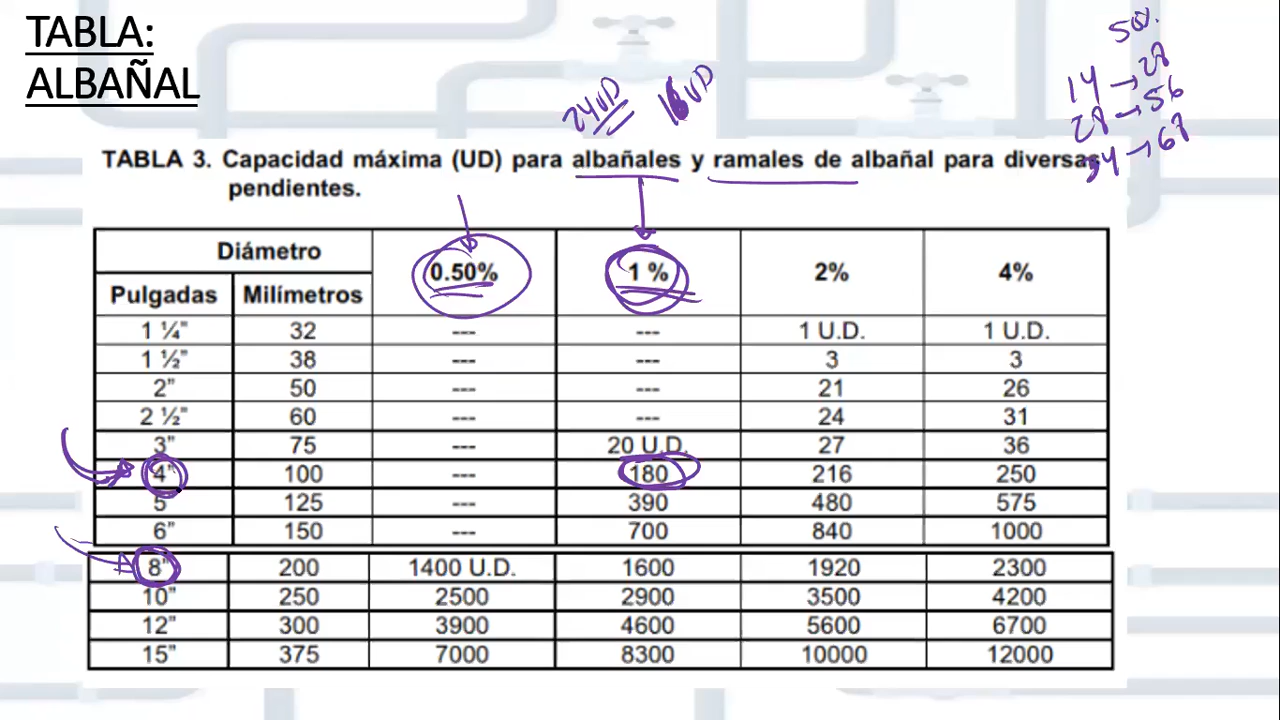 TABLA:
ALBAÑAL
50%.
14 → 28
28 → 56
34 → 68
24UD 16UD
TABLA 3. Capacidad máxima (UD) para albañales y ramales de albañal para diversas
pendientes.
Diámetro 0.50% 1 % 2% 4%
Pulgadas Milímetros
1 ¼” 32 --- --- 1 U.D. 1 U.D.
1 ½” 38 --- --- 3 3
2” 50 --- --- 21 26
2 ½” 60 --- --- 24 31
3” 75 --- 20 U.D. 27 36
4” 100 --- 180 216 250
5” 125 --- 390 480 575
6” 150 --- 700 840 1000
8” 200 1400 U.D. 1600 1920 2300
10” 250 2500 2900 3500 4200
12” 300 3900 4600 5600 6700
15” 375 7000 8300 10000 12000